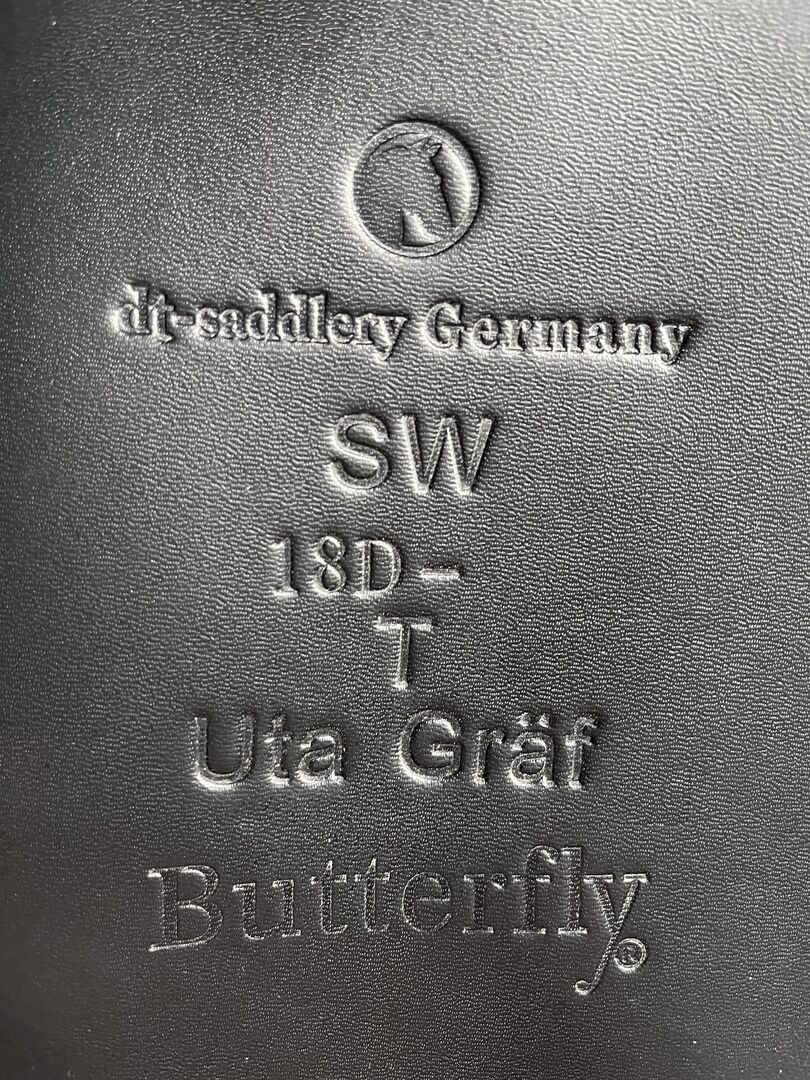 dt-saddlery Germany
SW
18D-
T
Uta Gräf
Butterfly®